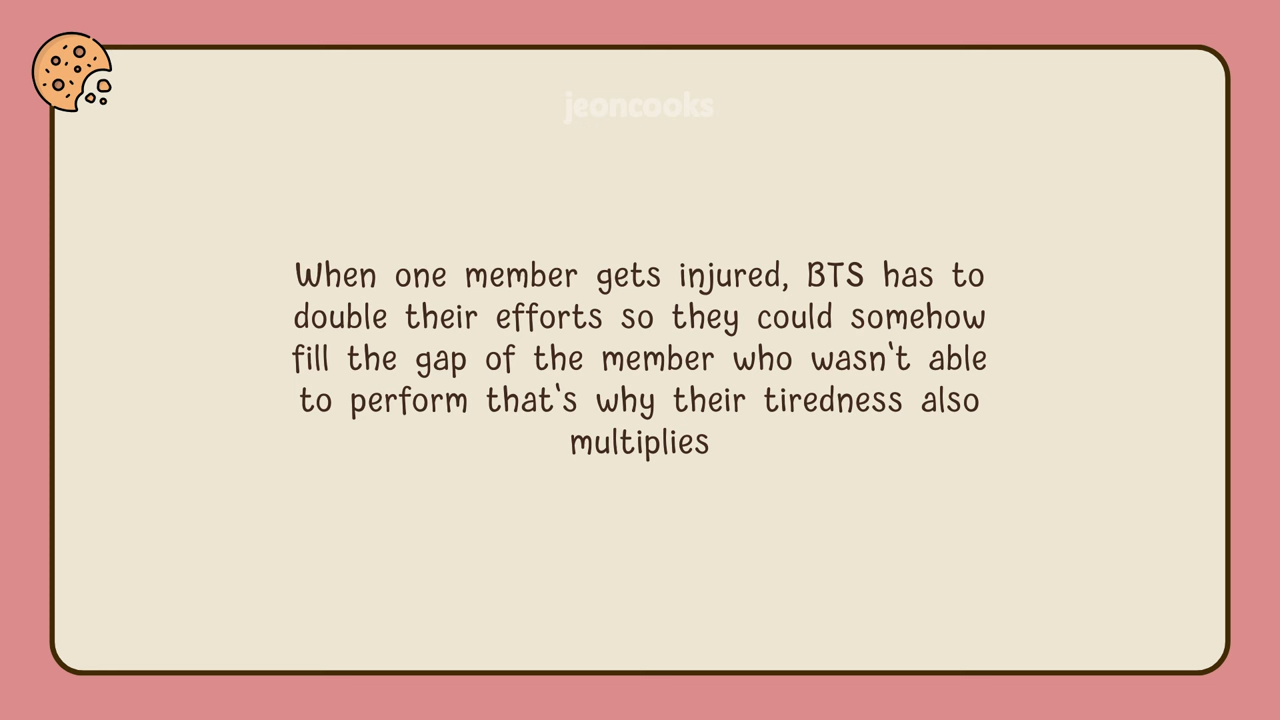 jeoncooks
When one member gets injured, BTS has to
double their efforts so they could somehow
fill the gap of the member who wasn't able
to perform that's why their tiredness also
multiplies